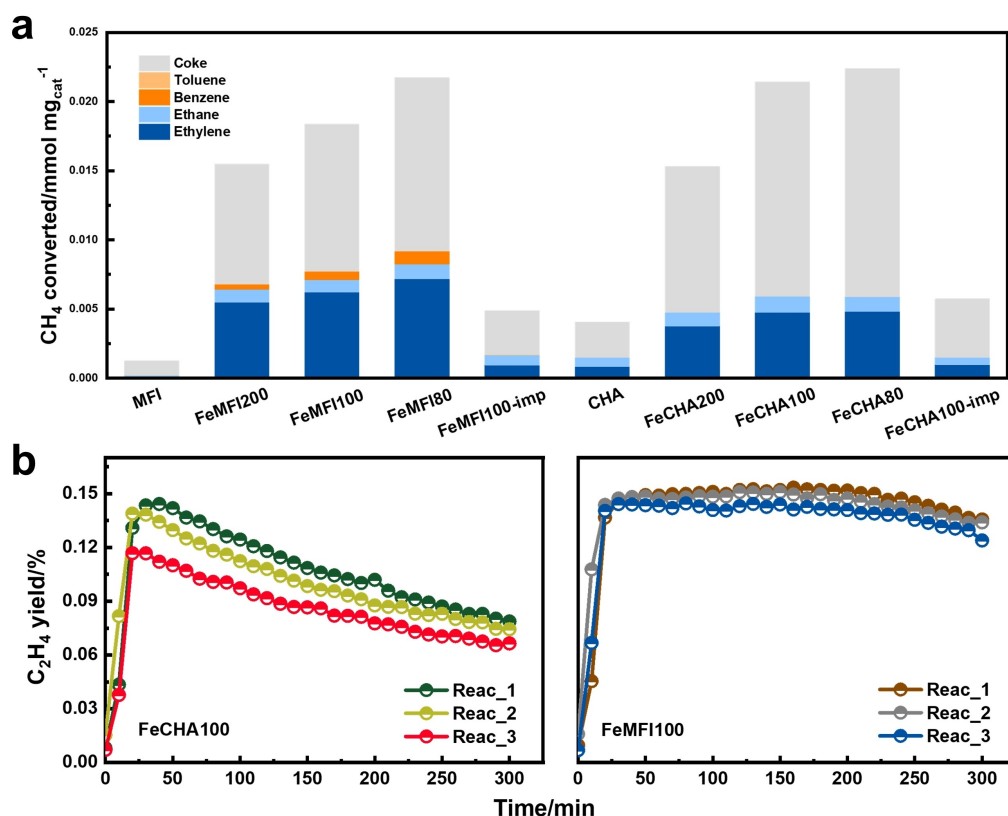 a
CH₄ converted/mmol mg_cat⁻¹
0.025
0.020
0.015
0.010
0.005
0.000
Coke
Toluene
Benzene
Ethane
Ethylene
MFI
FeMFI200
FeMFI100
FeMFI80
FeMFI100-imp
CHA
FeCHA200
FeCHA100
FeCHA80
FeCHA100-imp
b
C₂H₄ yield/%
0.15
0.12
0.09
0.06
0.03
0.00
FeCHA100
Reac_1
Reac_2
Reac_3
0 50 100 150 200 250 300
FeMFI100
Reac_1
Reac_2
Reac_3
0 50 100 150 200 250 300
Time/min